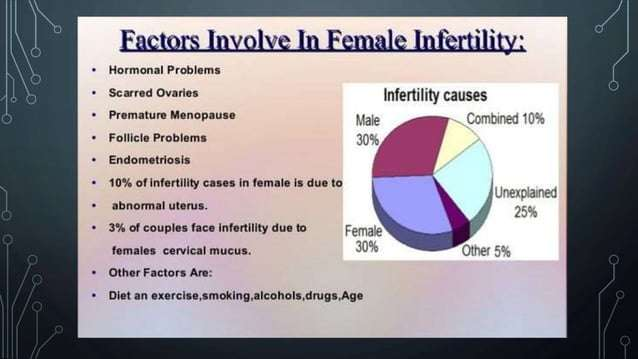 Factors Involve In Female Infertility:
• Hormonal Problems
• Scarred Ovaries
• Premature Menopause
• Follicle Problems
• Endometriosis
• 10% of infertility cases in female is due to
• abnormal uterus.
• 3% of couples face infertility due to
females cervical mucus.
• Other Factors Are:
• Diet an exercise,smoking,alcohols,drugs,Age
Infertility causes
Male
30%
Combined 10%
Unexplained
25%
Female
30%
Other 5%